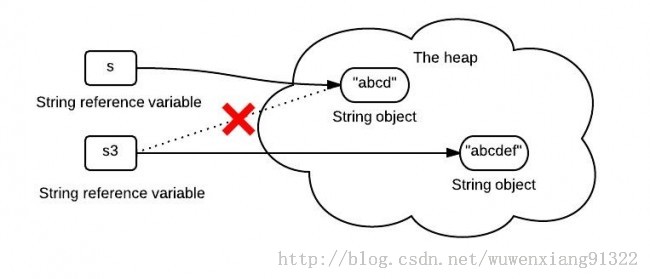 The heap
s
"abcd"
String reference variable
String object
s3
"abcdef"
String reference variable
String object
http://blog.csdn.net/wuwenxiang91322